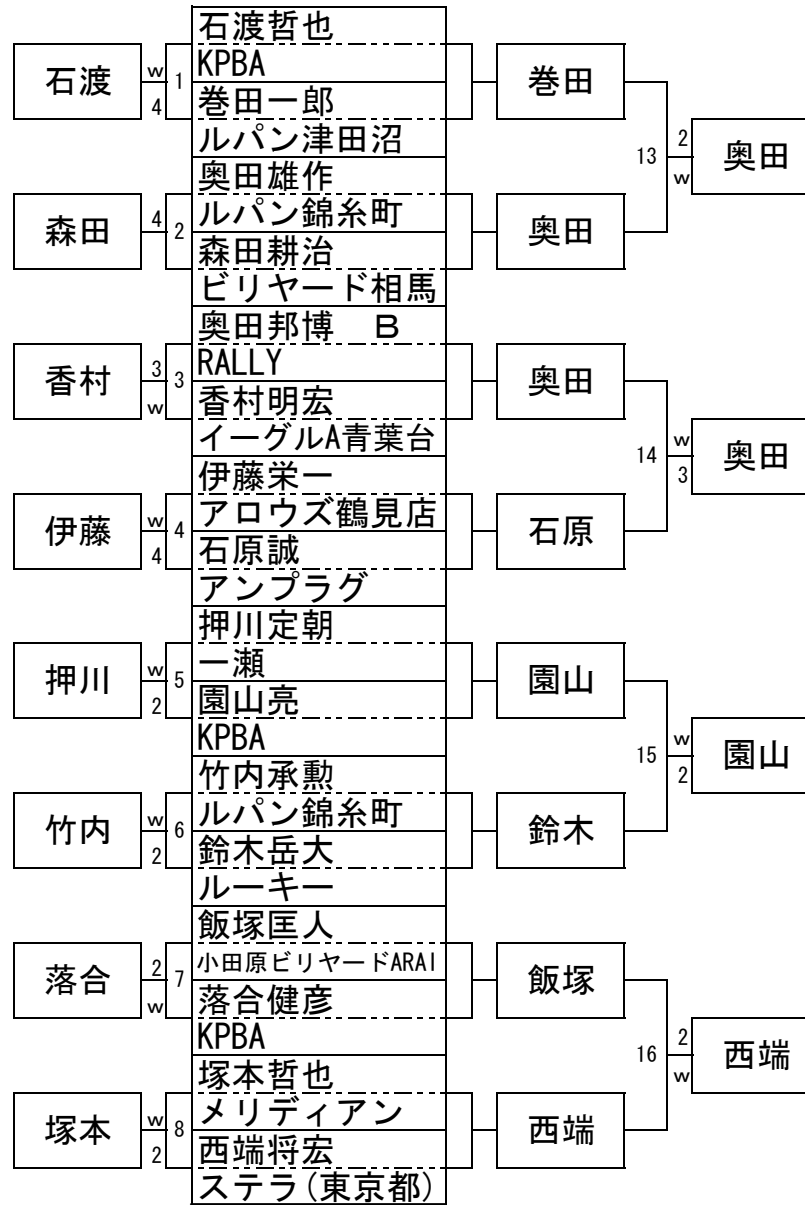 石渡哲也
石渡 w 1 KPBA 巻田
4 巻田一郎
ルパン津田沼
13 2 奥田
w
奥田雄作
森田 4 2 ルパン錦糸町 奥田
森田耕治
ビリヤード相馬
奥田邦博 B
香村 3 3 RALLY 奥田
w 香村明宏
イーグルA青葉台
14 w 奥田
3
伊藤栄一
伊藤 w 4 アロウズ鶴見店 石原
4 石原誠
アンプラグ
押川定朝
押川 w 5 一瀬 園山
2 園山亮
KPBA
15 w 園山
2
竹内承勲
竹内 w 6 ルパン錦糸町 鈴木
2 鈴木岳大
ルーキー
飯塚匡人
落合 2 7 小田原ビリヤードARAI 飯塚
w 落合健彦
KPBA
16 2 西端
w
塚本哲也
塚本 w 8 メリディアン 西端
2 西端将宏
ステラ(東京都)